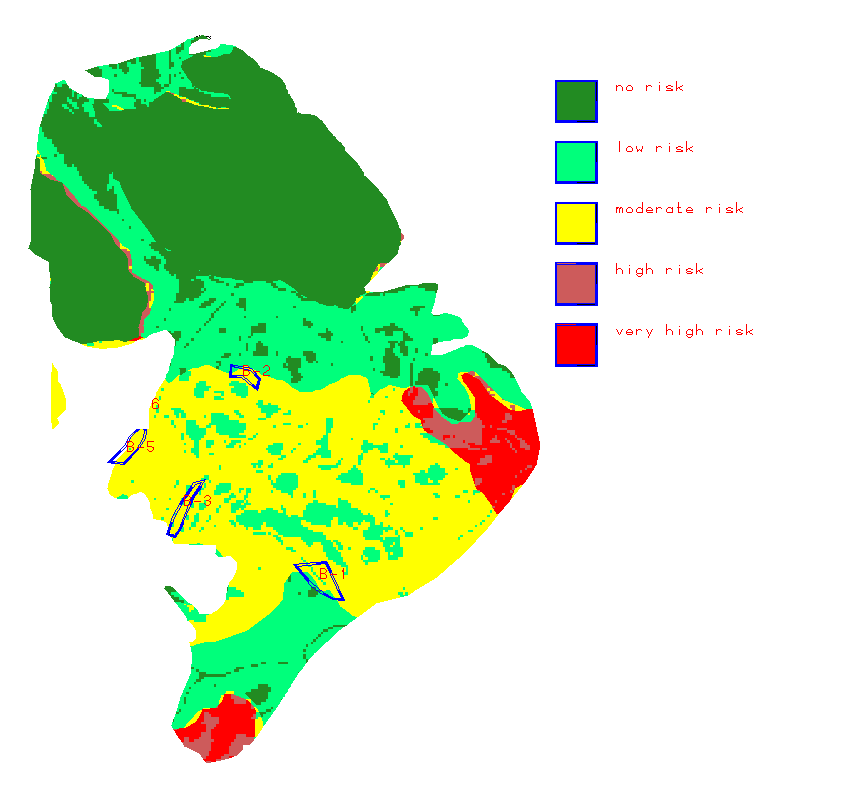 no risk
low risk
moderate risk
high risk
very high risk
B-2
6
B-5
B-3
B-1